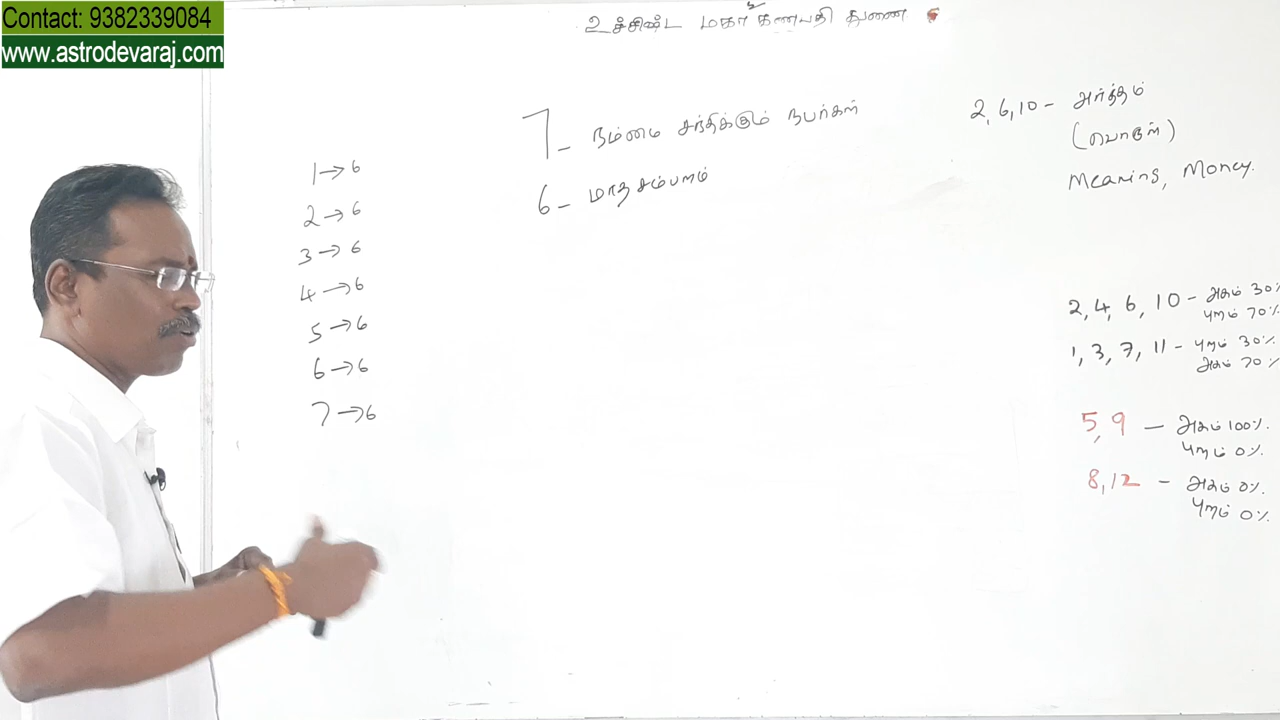 Contact: 9382339084
www.astrodevaraj.com
உச்சிஷ்ட மகா கணபதி துணை
7 - நம்மை சந்திக்கும் நபர்கள்
6 - மாத சம்பளம்
1 → 6
2 → 6
3 → 6
4 → 6
5 → 6
6 → 6
7 → 6
2, 6, 10 - அர்த்தம்
(பொருள்)
Meaning, Money.
2, 4, 6, 10 - அகம் 30%
புறம் 70%
1, 3, 7, 11 - புறம் 30%
அகம் 70%
5, 9 - அகம் 100%.
புறம் 0%.
8, 12 - அகம் 0%.
புறம் 0%.